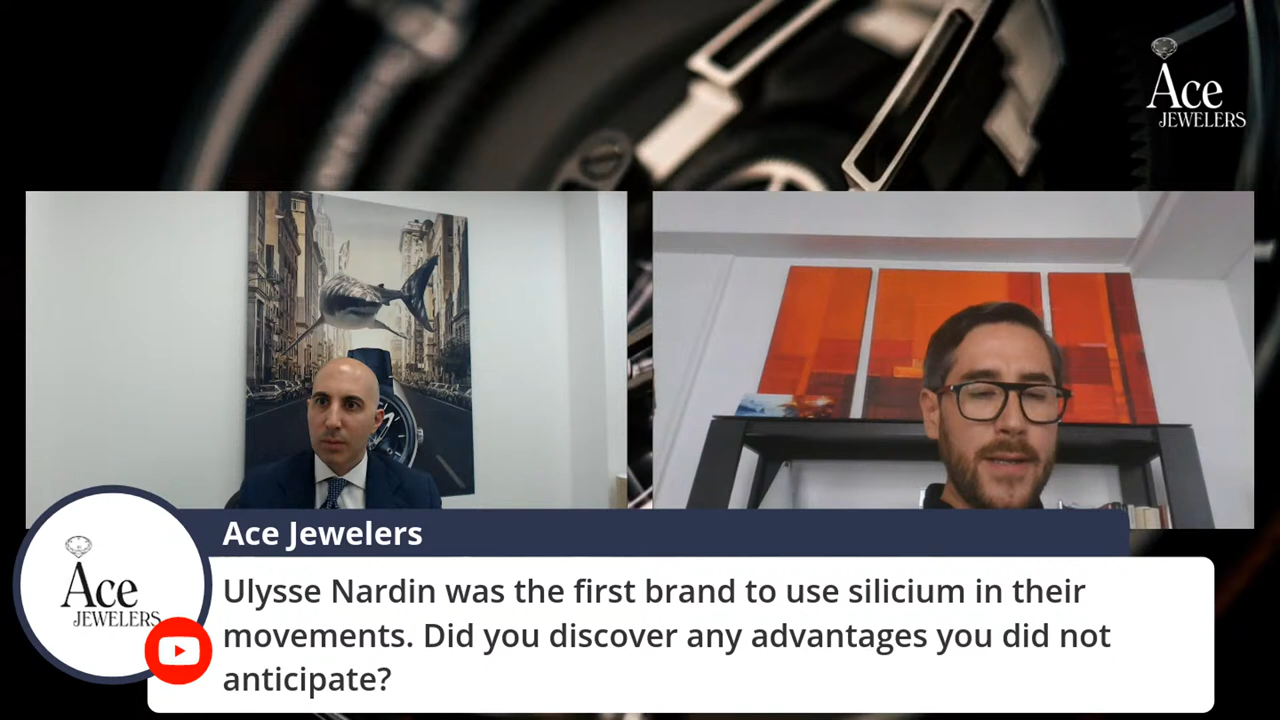 Ace
JEWELERS
Ace Jewelers
Ulysse Nardin was the first brand to use silicium in their
movements. Did you discover any advantages you did not
anticipate?
Ace
JEWELERS